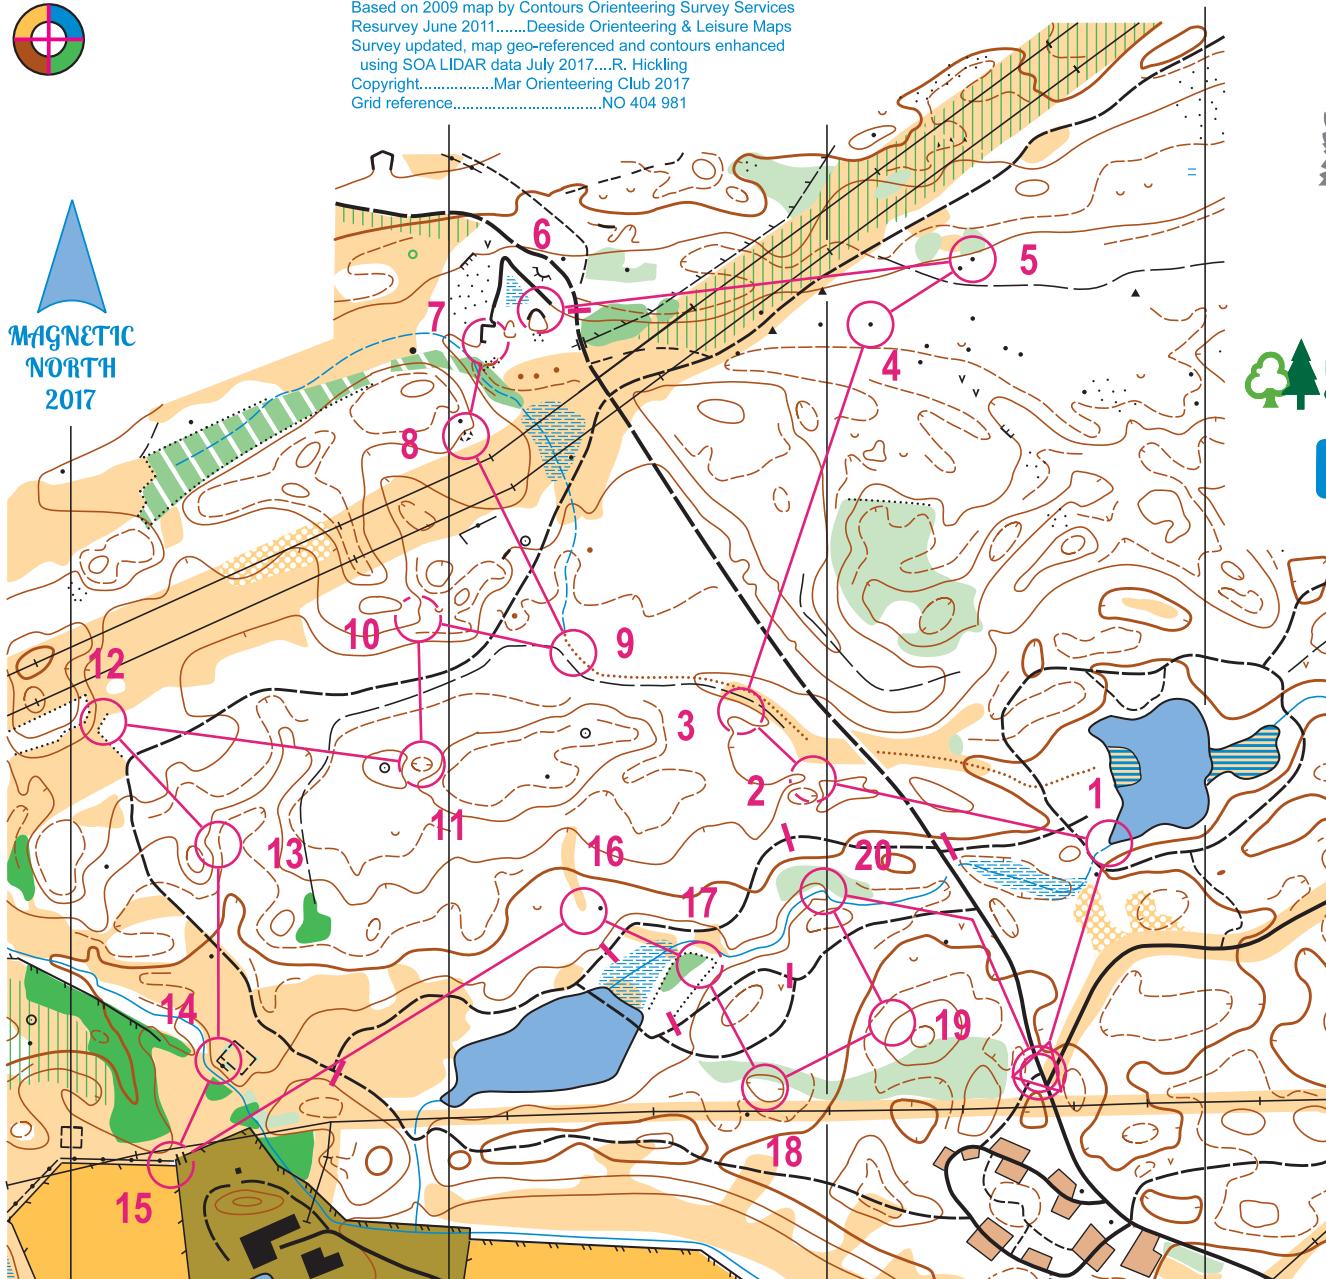 Based on 2009 map by Contours Orienteering Survey Services
Resurvey June 2011.......Deeside Orienteering & Leisure Maps
Survey updated, map geo-referenced and contours enhanced
using SOA LIDAR data July 2017....R. Hickling
Copyright.................Mar Orienteering Club 2017
Grid reference...................................NO 404 981
MAGNETIC
NORTH
2017
6
5
7
4
8
9
10
12
3
2
1
11
13
16
20
17
14
19
18
15